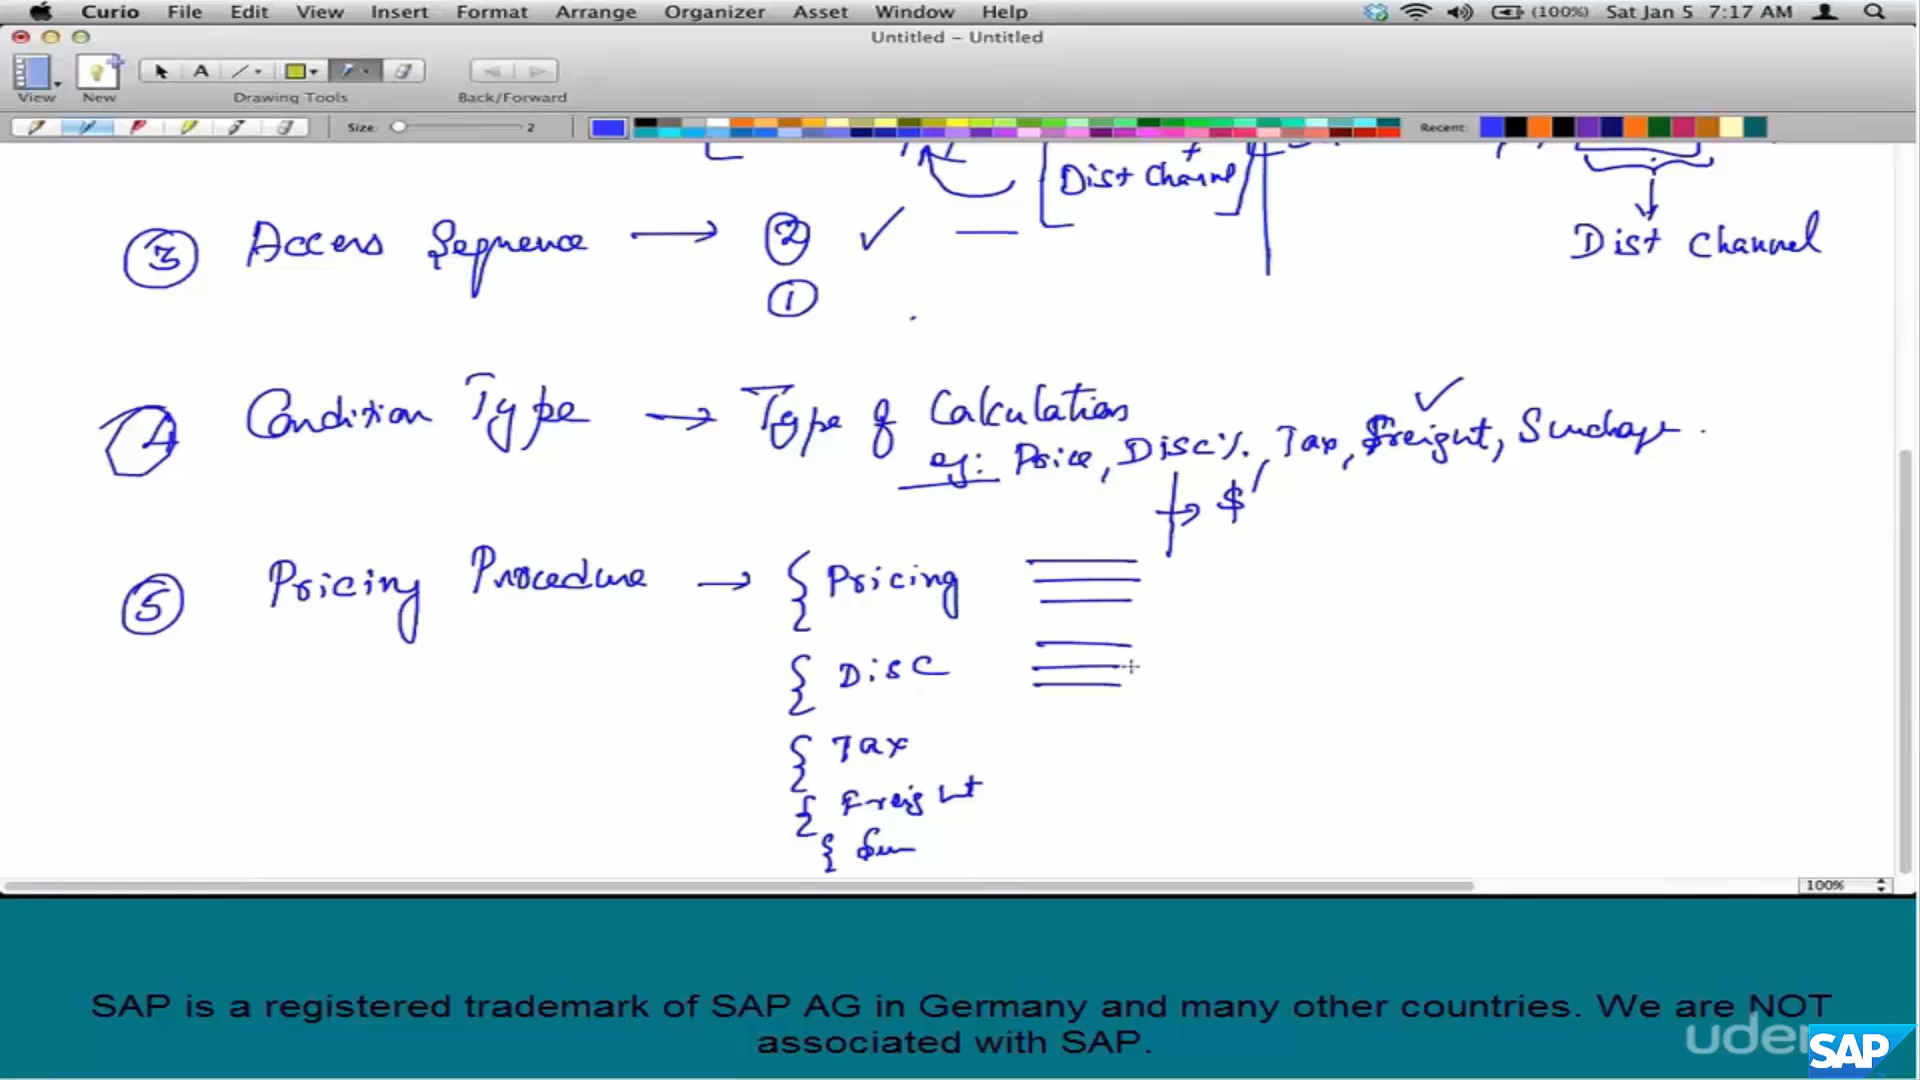 Curio File Edit View Insert Format Arrange Organizer Asset Window Help (100%) Sat Jan 5 7:17 AM
Untitled – Untitled
A
View New Drawing Tools Back/Forward
Size: 2 Recent:
+
Dist Channel
③ Access Sequence → ② ✓ —
Dist Channel
①
④ Condition Type → Type of Calculation
eg: Price, Disc%, Tax, Freight, Surcharge.
→ $
⑤ Pricing Procedure → { Pricing
{ Disc
{ Tax
{ Freight
{ Sur
100%
SAP is a registered trademark of SAP AG in Germany and many other countries. We are NOT
associated with SAP.
SAP